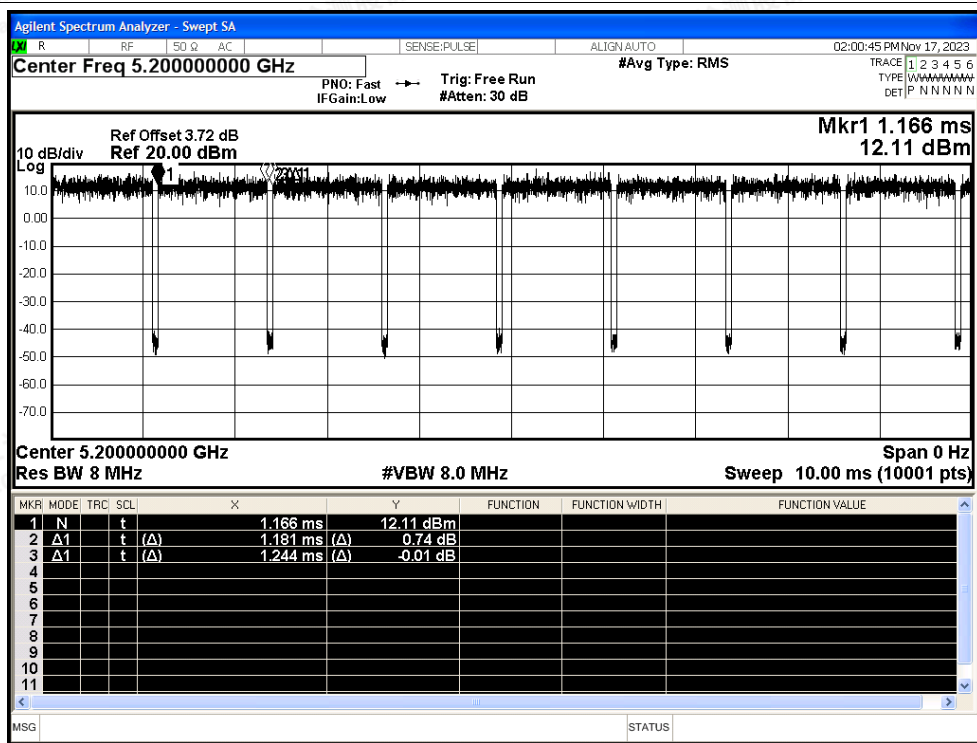 Agilent Spectrum Analyzer - Swept SA
LXI R RF 50 Ω AC SENSE:PULSE ALIGN AUTO 02:00:45 PM Nov 17, 2023
Center Freq 5.200000000 GHz #Avg Type: RMS TRACE 1 2 3 4 5 6
PNO: Fast Trig: Free Run TYPE
IFGain:Low #Atten: 30 dB DET P N N N N N
Mkr1 1.166 ms
Ref Offset 3.72 dB
10 dB/div Ref 20.00 dBm 12.11 dBm
Log
1
10.0
0.00
-10.0
-20.0
-30.0
-40.0
-50.0
-60.0
-70.0
Center 5.200000000 GHz Span 0 Hz
Res BW 8 MHz #VBW 8.0 MHz Sweep 10.00 ms (10001 pts)
MKR MODE TRC SCL X Y FUNCTION FUNCTION WIDTH FUNCTION VALUE
1 N t 1.166 ms 12.11 dBm
2 Δ1 t (Δ) 1.181 ms (Δ) 0.74 dB
3 Δ1 t (Δ) 1.244 ms (Δ) -0.01 dB
4
5
6
7
8
9
10
11
MSG STATUS